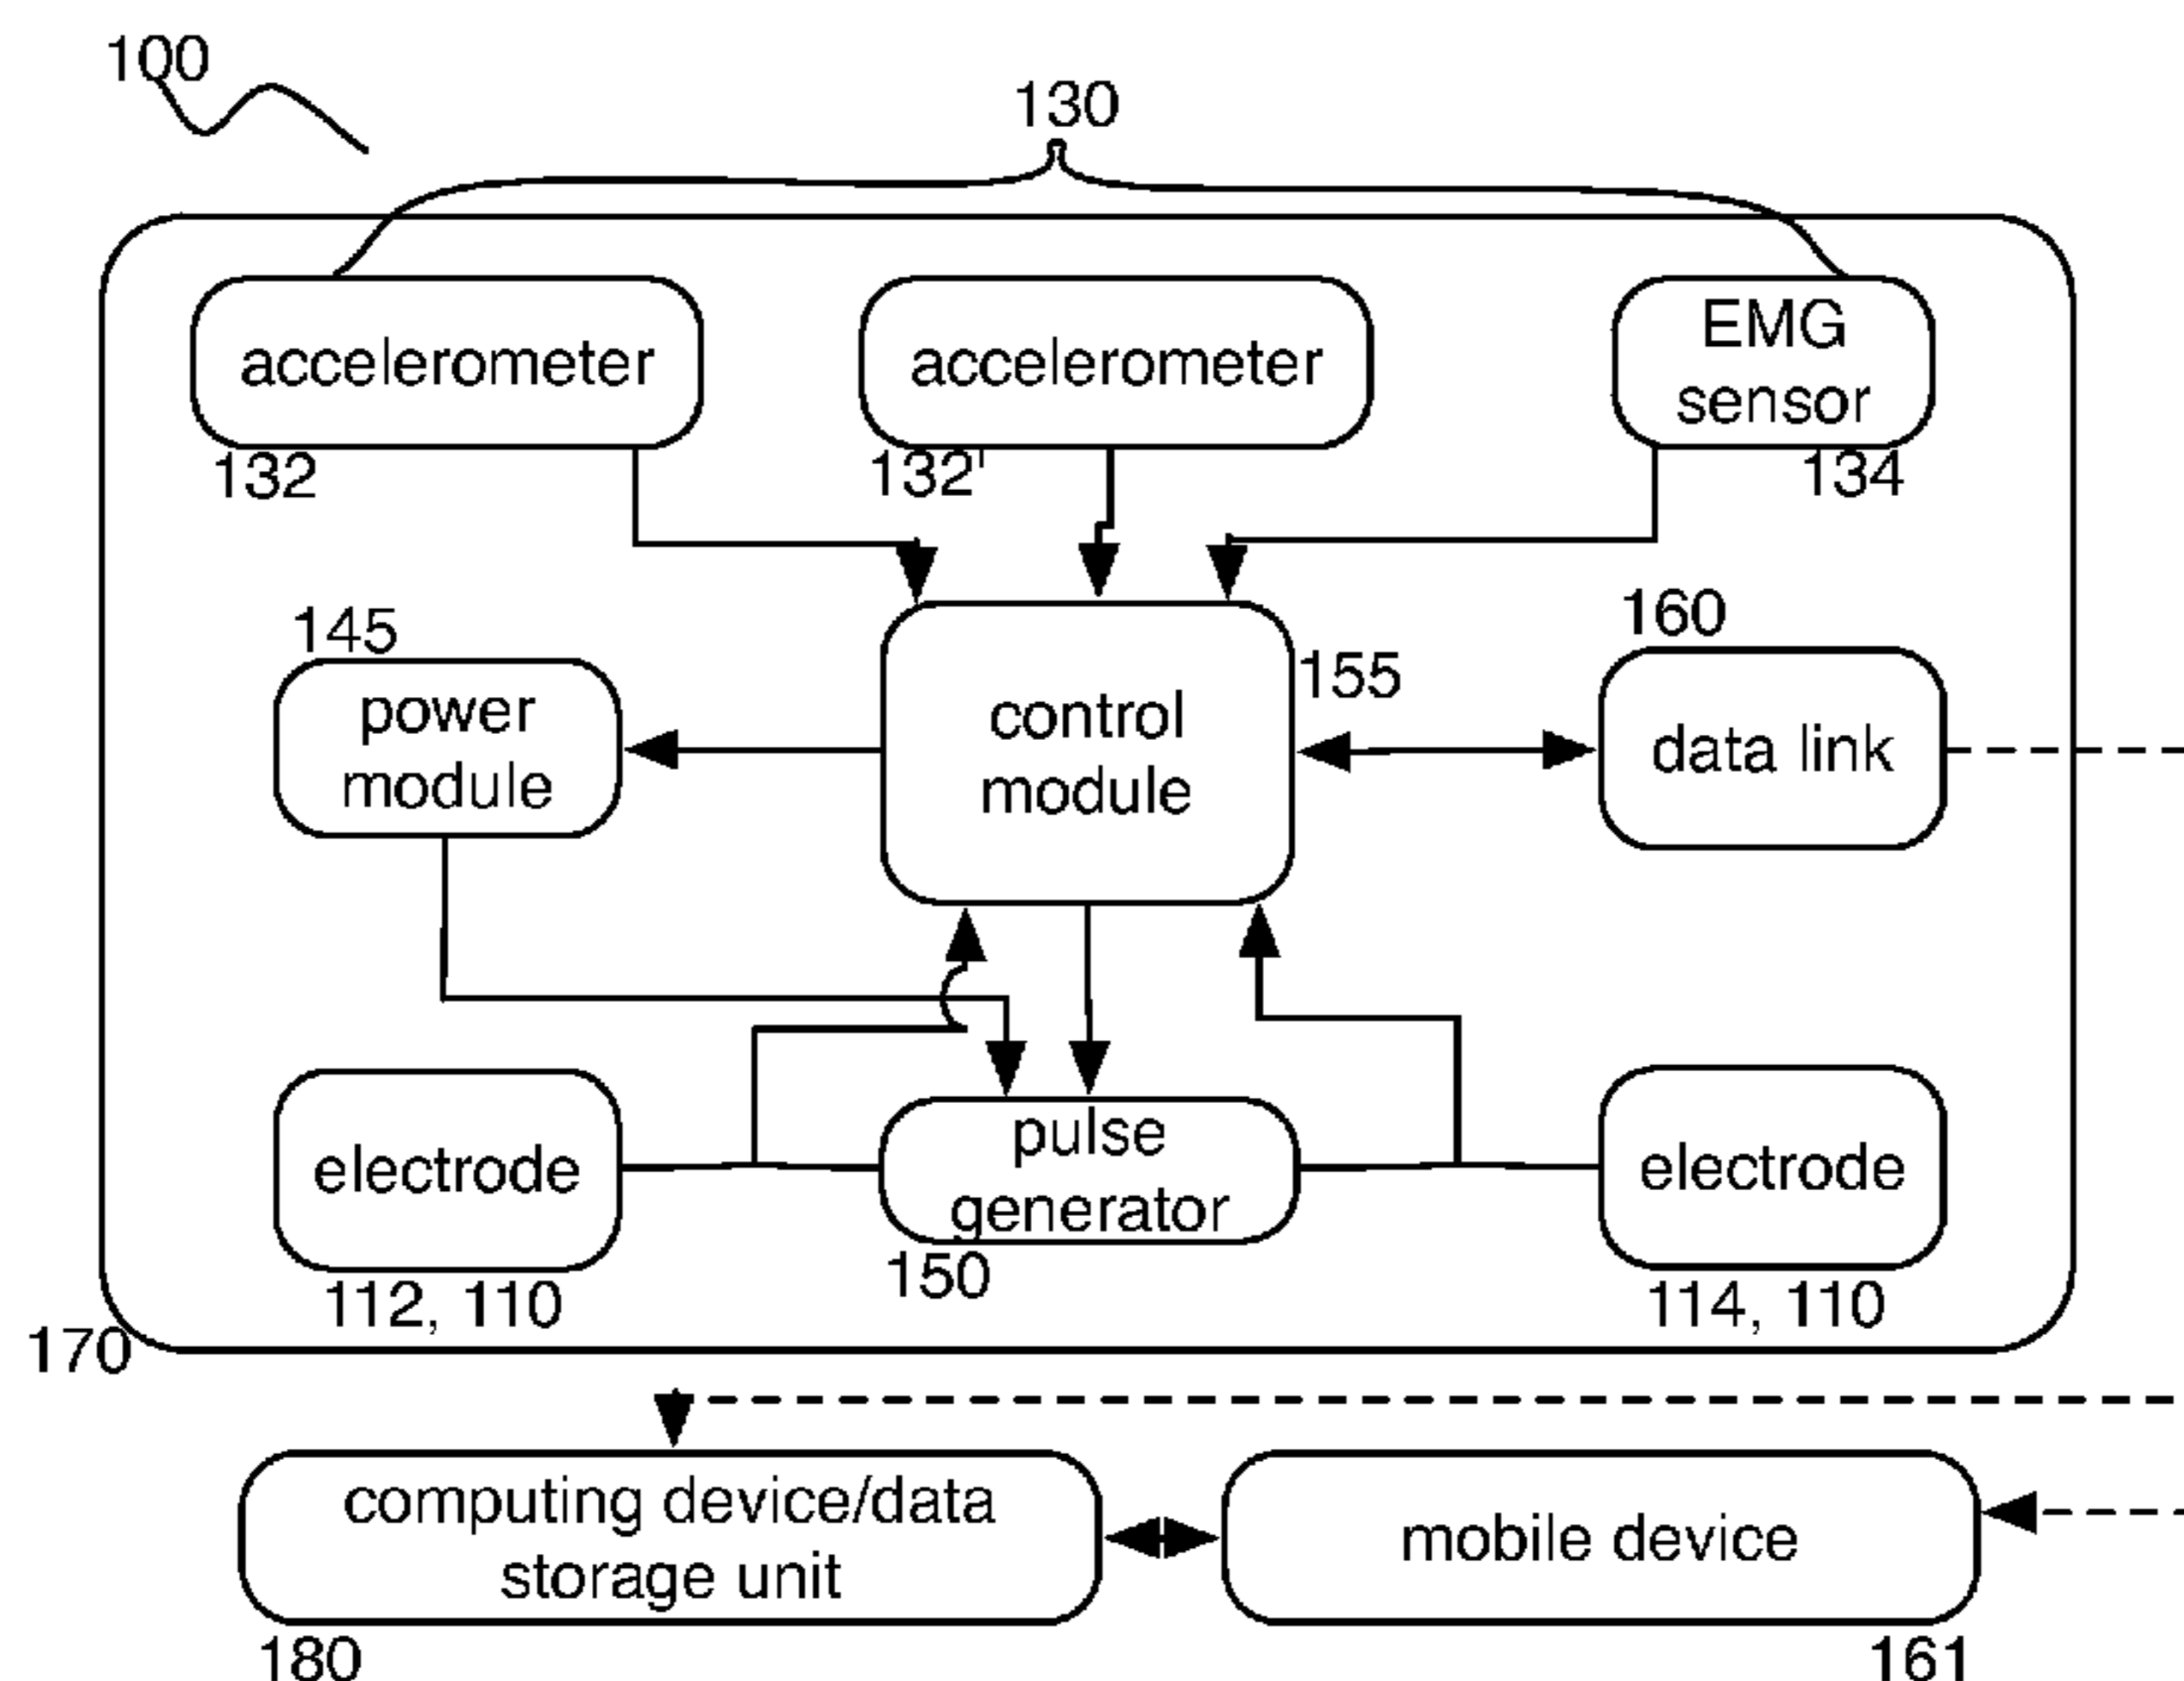 100
130
accelerometer
accelerometer
EMG
sensor
132
132'
134
145
160
155
power
module
control
module
data link
electrode
pulse
generator
electrode
112, 110
150
114, 110
170
computing device/data
storage unit
mobile device
180
161